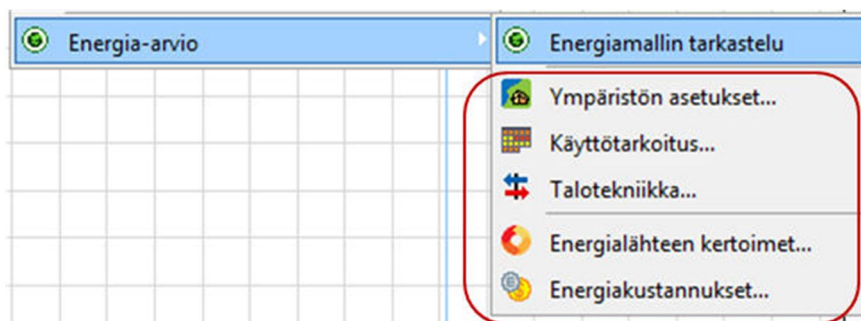 Energia-arvio
Energiamallin tarkastelu
Ympäristön asetukset...
Käyttötarkoitus...
Talotekniikka...
Energialähteen kertoimet...
Energiakustannukset...